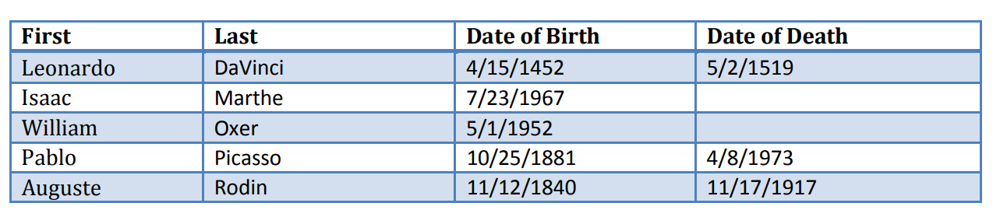 First Last Date of Birth Date of Death
Leonardo DaVinci 4/15/1452 5/2/1519
Isaac Marthe 7/23/1967
William Oxer 5/1/1952
Pablo Picasso 10/25/1881 4/8/1973
Auguste Rodin 11/12/1840 11/17/1917